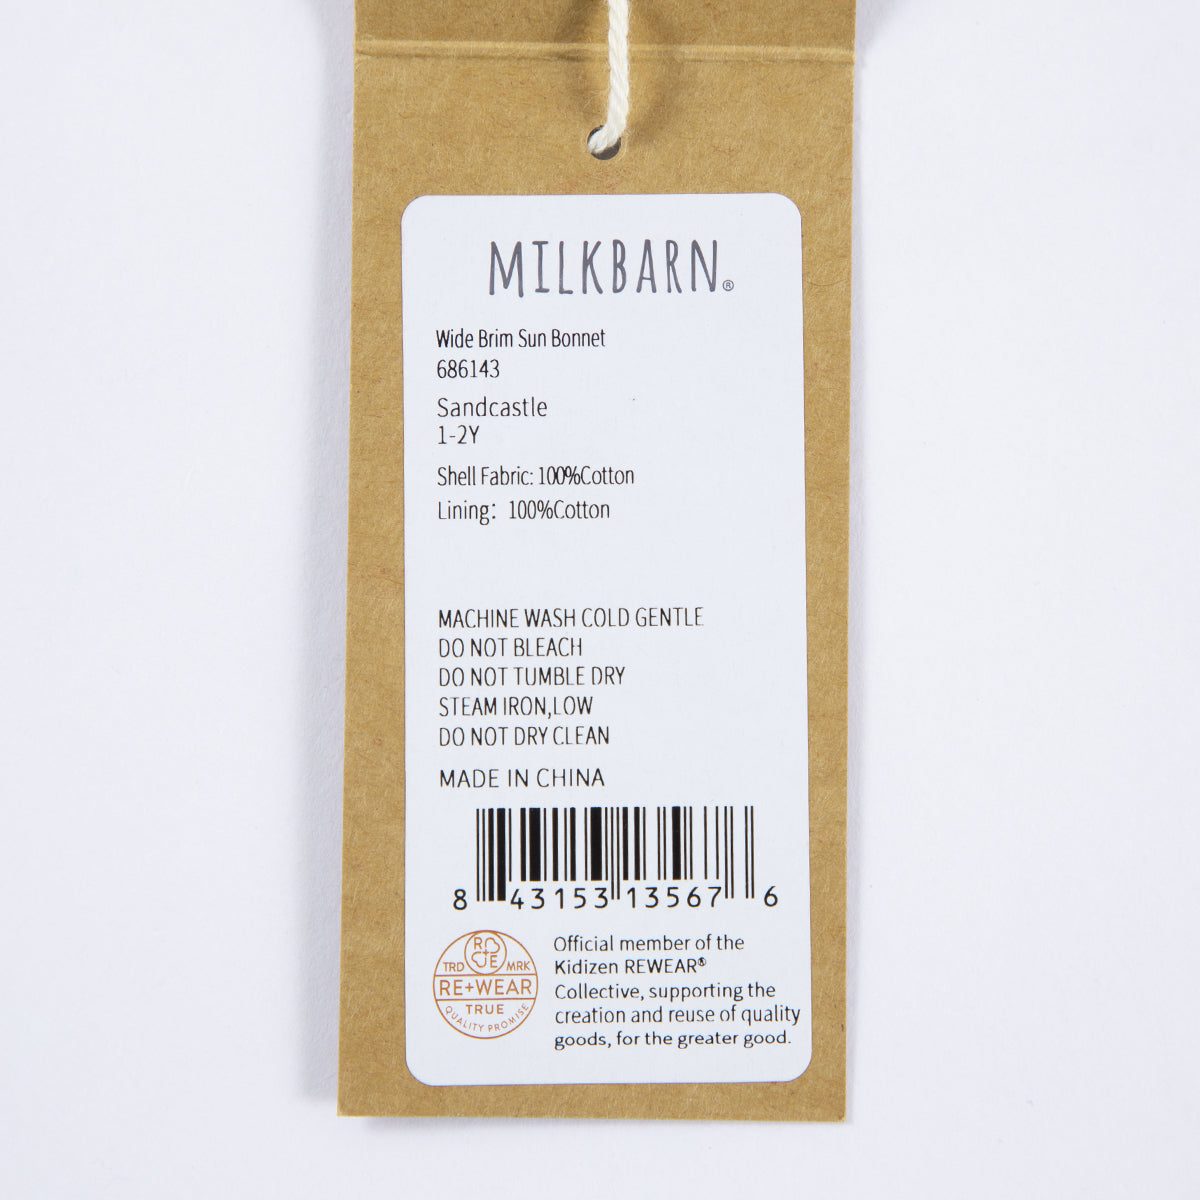 MILKBARN®
Wide Brim Sun Bonnet
686143
Sandcastle
1-2Y
Shell Fabric: 100%Cotton
Lining: 100%Cotton
MACHINE WASH COLD GENTLE
DO NOT BLEACH
DO NOT TUMBLE DRY
STEAM IRON,LOW
DO NOT DRY CLEAN
MADE IN CHINA
8 43153 13567 6
R
+E
TRD MRK
RE+WEAR
TRUE
QUALITY PROMISE
Official member of the
Kidizen REWEAR®
Collective, supporting the
creation and reuse of quality
goods, for the greater good.